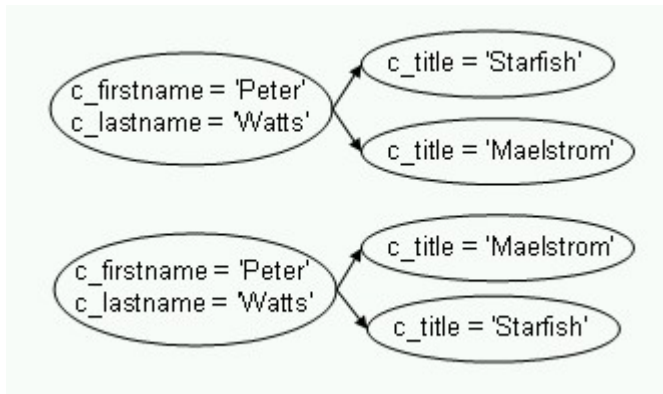 c_title = 'Starfish'
c_firstname = 'Peter'
c_lastname = 'Watts'
c_title = 'Maelstrom'
c_title = 'Maelstrom'
c_firstname = 'Peter'
c_lastname = 'Watts'
c_title = 'Starfish'